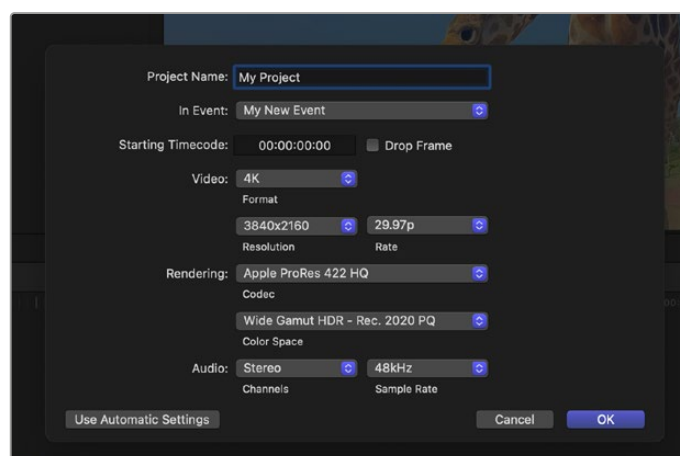 Project Name: My Project
In Event: My New Event
Starting Timecode: 00:00:00:00 Drop Frame
Video: 4K
Format
3840x2160 29.97p
Resolution Rate
Rendering: Apple ProRes 422 HQ
Codec
Wide Gamut HDR - Rec. 2020 PQ
Color Space
Audio: Stereo 48kHz
Channels Sample Rate
Use Automatic Settings Cancel OK